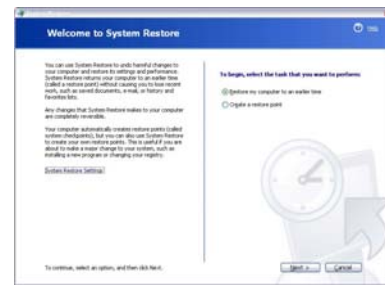 Welcome to System Restore
Help
You can use System Restore to undo harmful changes to
your computer and restore its settings and performance.
System Restore returns your computer to an earlier time
(called a restore point) without causing you to lose recent
work, such as saved documents, e-mail, or history and
favorites lists.
Any changes that System Restore makes to your computer
are completely reversible.
Your computer automatically creates restore points (called
system checkpoints), but you can also use System Restore
to create your own restore points. This is useful if you are
about to make a major change to your system, such as
installing a new program or changing your registry.
System Restore Settings
To begin, select the task that you want to perform:
Restore my computer to an earlier time
Create a restore point
To continue, select an option, and then click Next.
Next >
Cancel